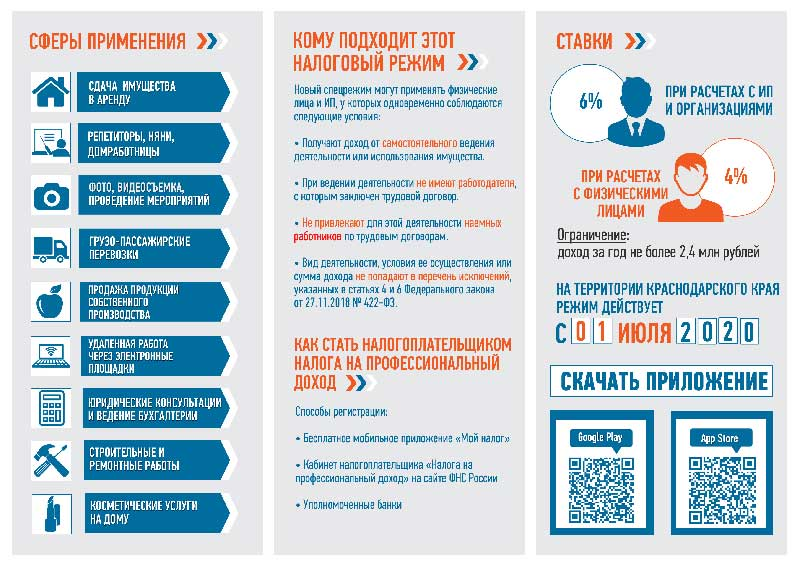 СФЕРЫ ПРИМЕНЕНИЯ
СДАЧА ИМУЩЕСТВА
В АРЕНДУ
РЕПЕТИТОРЫ, НЯНИ,
ДОМРАБОТНИЦЫ
ФОТО, ВИДЕОСЪЕМКА,
ПРОВЕДЕНИЕ МЕРОПРИЯТИЙ
ГРУЗО-ПАССАЖИРСКИЕ
ПЕРЕВОЗКИ
ПРОДАЖА ПРОДУКЦИИ
СОБСТВЕННОГО
ПРОИЗВОДСТВА
УДАЛЕННАЯ РАБОТА
ЧЕРЕЗ ЭЛЕКТРОННЫЕ
ПЛОЩАДКИ
ЮРИДИЧЕСКИЕ КОНСУЛЬТАЦИИ
И ВЕДЕНИЕ БУХГАЛТЕРИИ
СТРОИТЕЛЬНЫЕ И
РЕМОНТНЫЕ РАБОТЫ
КОСМЕТИЧЕСКИЕ УСЛУГИ
НА ДОМУ
КОМУ ПОДХОДИТ ЭТОТ
НАЛОГОВЫЙ РЕЖИМ
Новый спецрежим могут применять физические
лица и ИП, у которых одновременно соблюдаются
следующие условия:
• Получают доход от самостоятельного ведения
деятельности или использования имущества.
• При ведении деятельности не имеют работодателя,
с которым заключен трудовой договор.
• Не привлекают для этой деятельности наемных
работников по трудовым договорам.
• Вид деятельности, условия ее осуществления или
сумма дохода не попадают в перечень исключений,
указанных в статьях 4 и 6 Федерального закона
от 27.11.2018 № 422-ФЗ.
КАК СТАТЬ НАЛОГОПЛАТЕЛЬЩИКОМ
НАЛОГА НА ПРОФЕССИОНАЛЬНЫЙ
ДОХОД
Способы регистрации:
• Бесплатное мобильное приложение «Мой налог»
• Кабинет налогоплательщика «Налога на
профессиональный доход» на сайте ФНС России
• Уполномоченные банки
СТАВКИ
6%
ПРИ РАСЧЕТАХ С ИП
И ОРГАНИЗАЦИЯМИ
ПРИ РАСЧЕТАХ
С ФИЗИЧЕСКИМИ
ЛИЦАМИ
4%
Ограничение:
доход за год не более 2,4 млн рублей
НА ТЕРРИТОРИИ КРАСНОДАРСКОГО КРАЯ
РЕЖИМ ДЕЙСТВУЕТ
С 01 ИЮЛЯ 2020
СКАЧАТЬ ПРИЛОЖЕНИЕ
Google Play
App Store